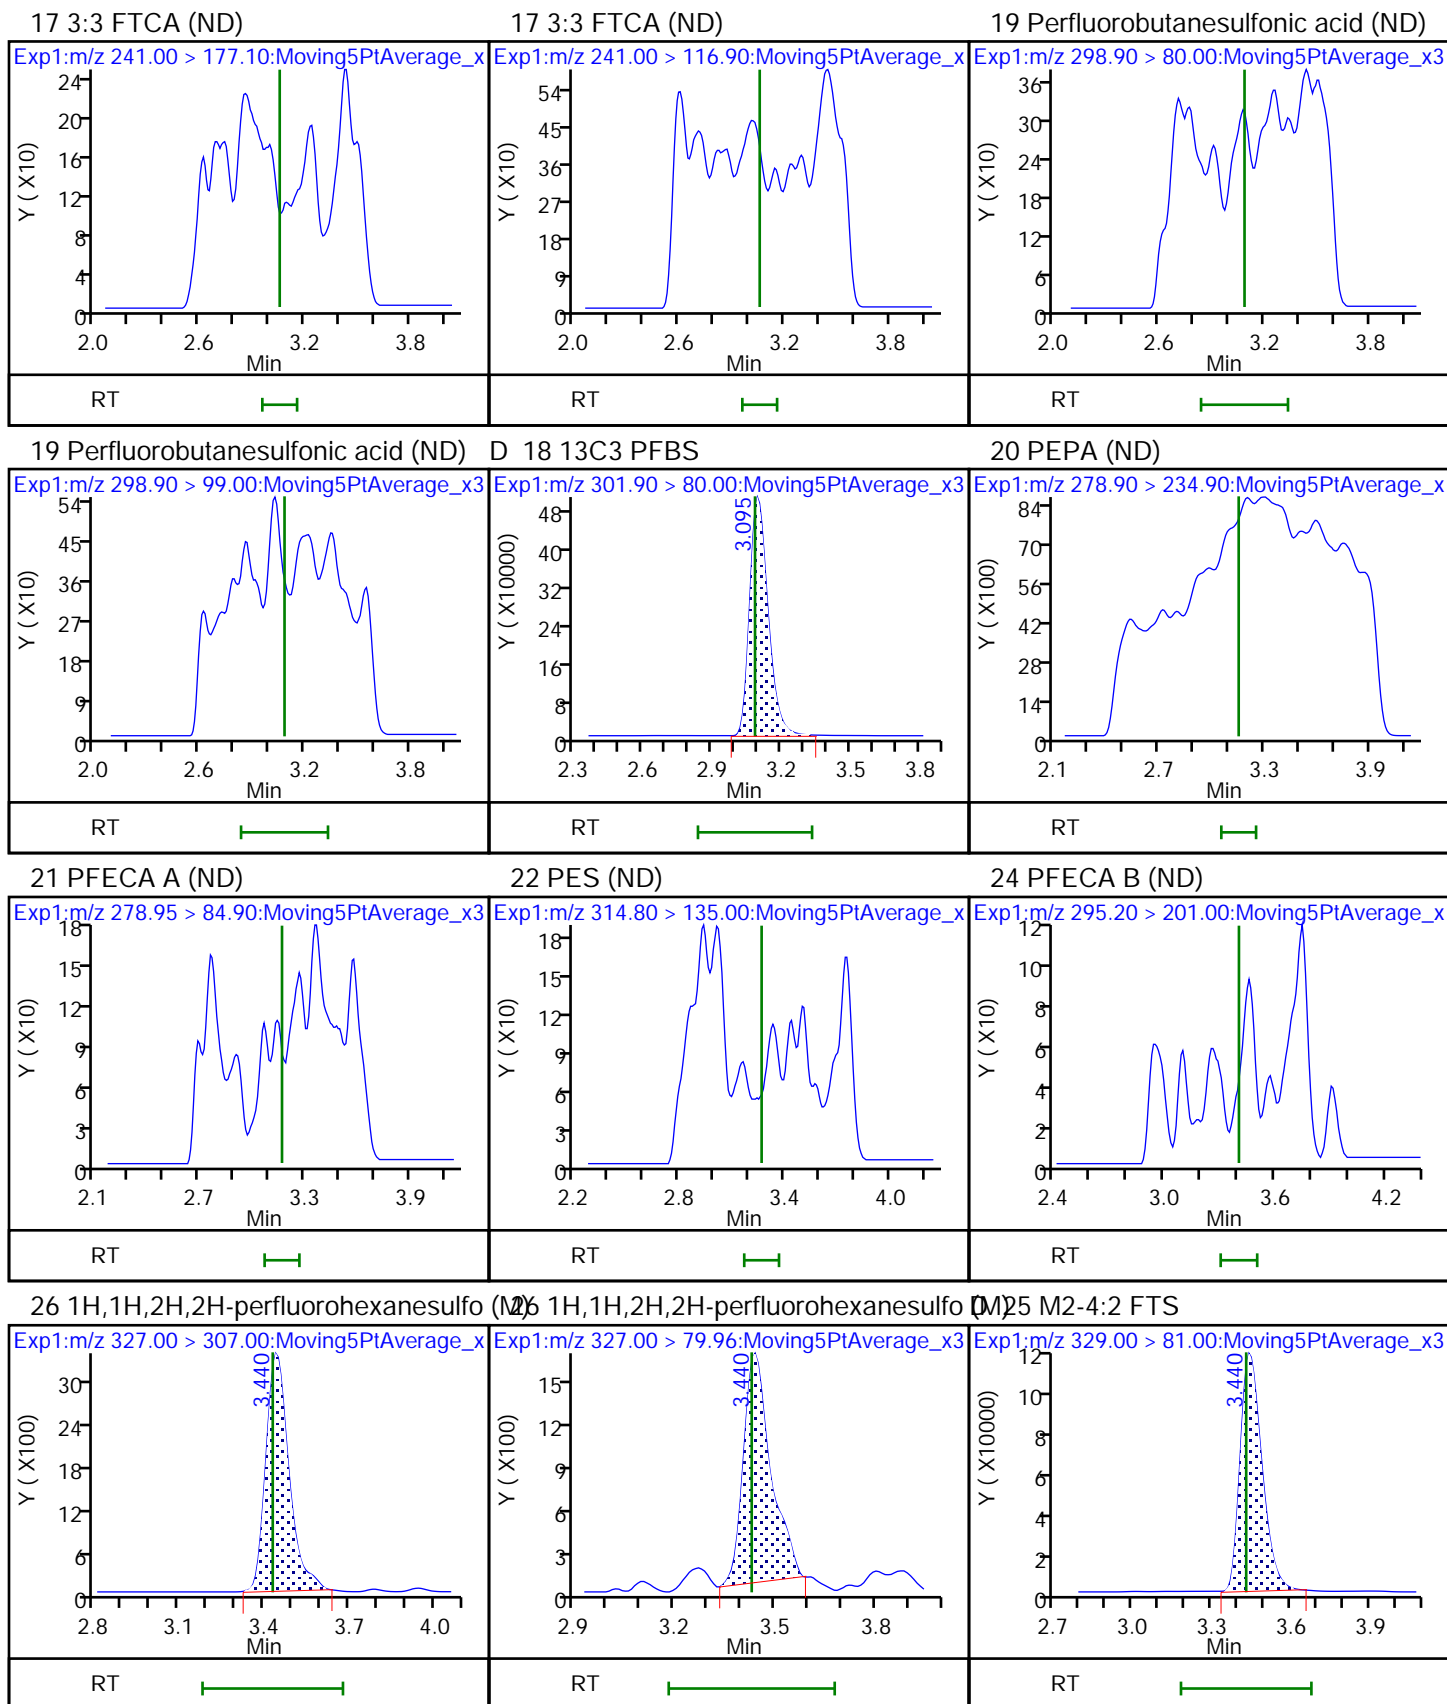 17 3:3 FTCA (ND)
Exp1:m/z 241.00 > 177.10:Moving5PtAverage_x
Y ( X10)
24
20
16
12
8
4
0
2.0 2.6 3.2 3.8
Min
RT
17 3:3 FTCA (ND)
Exp1:m/z 241.00 > 116.90:Moving5PtAverage_x
Y ( X10)
54
45
36
27
18
9
0
2.0 2.6 3.2 3.8
Min
RT
19 Perfluorobutanesulfonic acid (ND)
Exp1:m/z 298.90 > 80.00:Moving5PtAverage_x3
Y ( X10)
36
30
24
18
12
6
0
2.0 2.6 3.2 3.8
Min
RT
19 Perfluorobutanesulfonic acid (ND)
Exp1:m/z 298.90 > 99.00:Moving5PtAverage_x3
Y ( X10)
54
45
36
27
18
9
0
2.0 2.6 3.2 3.8
Min
RT
D 18 13C3 PFBS
Exp1:m/z 301.90 > 80.00:Moving5PtAverage_x3
3.095
Y ( X10000)
48
40
32
24
16
8
0
2.3 2.6 2.9 3.2 3.5 3.8
Min
RT
20 PEPA (ND)
Exp1:m/z 278.90 > 234.90:Moving5PtAverage_x
Y ( X100)
84
70
56
42
28
14
0
2.1 2.7 3.3 3.9
Min
RT
21 PFECA A (ND)
Exp1:m/z 278.95 > 84.90:Moving5PtAverage_x3
Y ( X10)
18
15
12
9
6
3
0
2.1 2.7 3.3 3.9
Min
RT
22 PES (ND)
Exp1:m/z 314.80 > 135.00:Moving5PtAverage_x
Y ( X10)
18
15
12
9
6
3
0
2.2 2.8 3.4 4.0
Min
RT
24 PFECA B (ND)
Exp1:m/z 295.20 > 201.00:Moving5PtAverage_x
Y ( X10)
12
10
8
6
4
2
0
2.4 3.0 3.6 4.2
Min
RT
26 1H,1H,2H,2H-perfluorohexanesulfo (M)
Exp1:m/z 327.00 > 307.00:Moving5PtAverage_x
3.440
Y ( X100)
30
24
18
12
6
0
2.8 3.1 3.4 3.7 4.0
Min
RT
26 1H,1H,2H,2H-perfluorohexanesulfo (M)
Exp1:m/z 327.00 > 79.96:Moving5PtAverage_x3
3.440
Y ( X100)
15
12
9
6
3
0
2.9 3.2 3.5 3.8
Min
RT
D 25 M2-4:2 FTS
Exp1:m/z 329.00 > 81.00:Moving5PtAverage_x3
3.440
Y ( X10000)
12
10
8
6
4
2
0
2.7 3.0 3.3 3.6 3.9
Min
RT